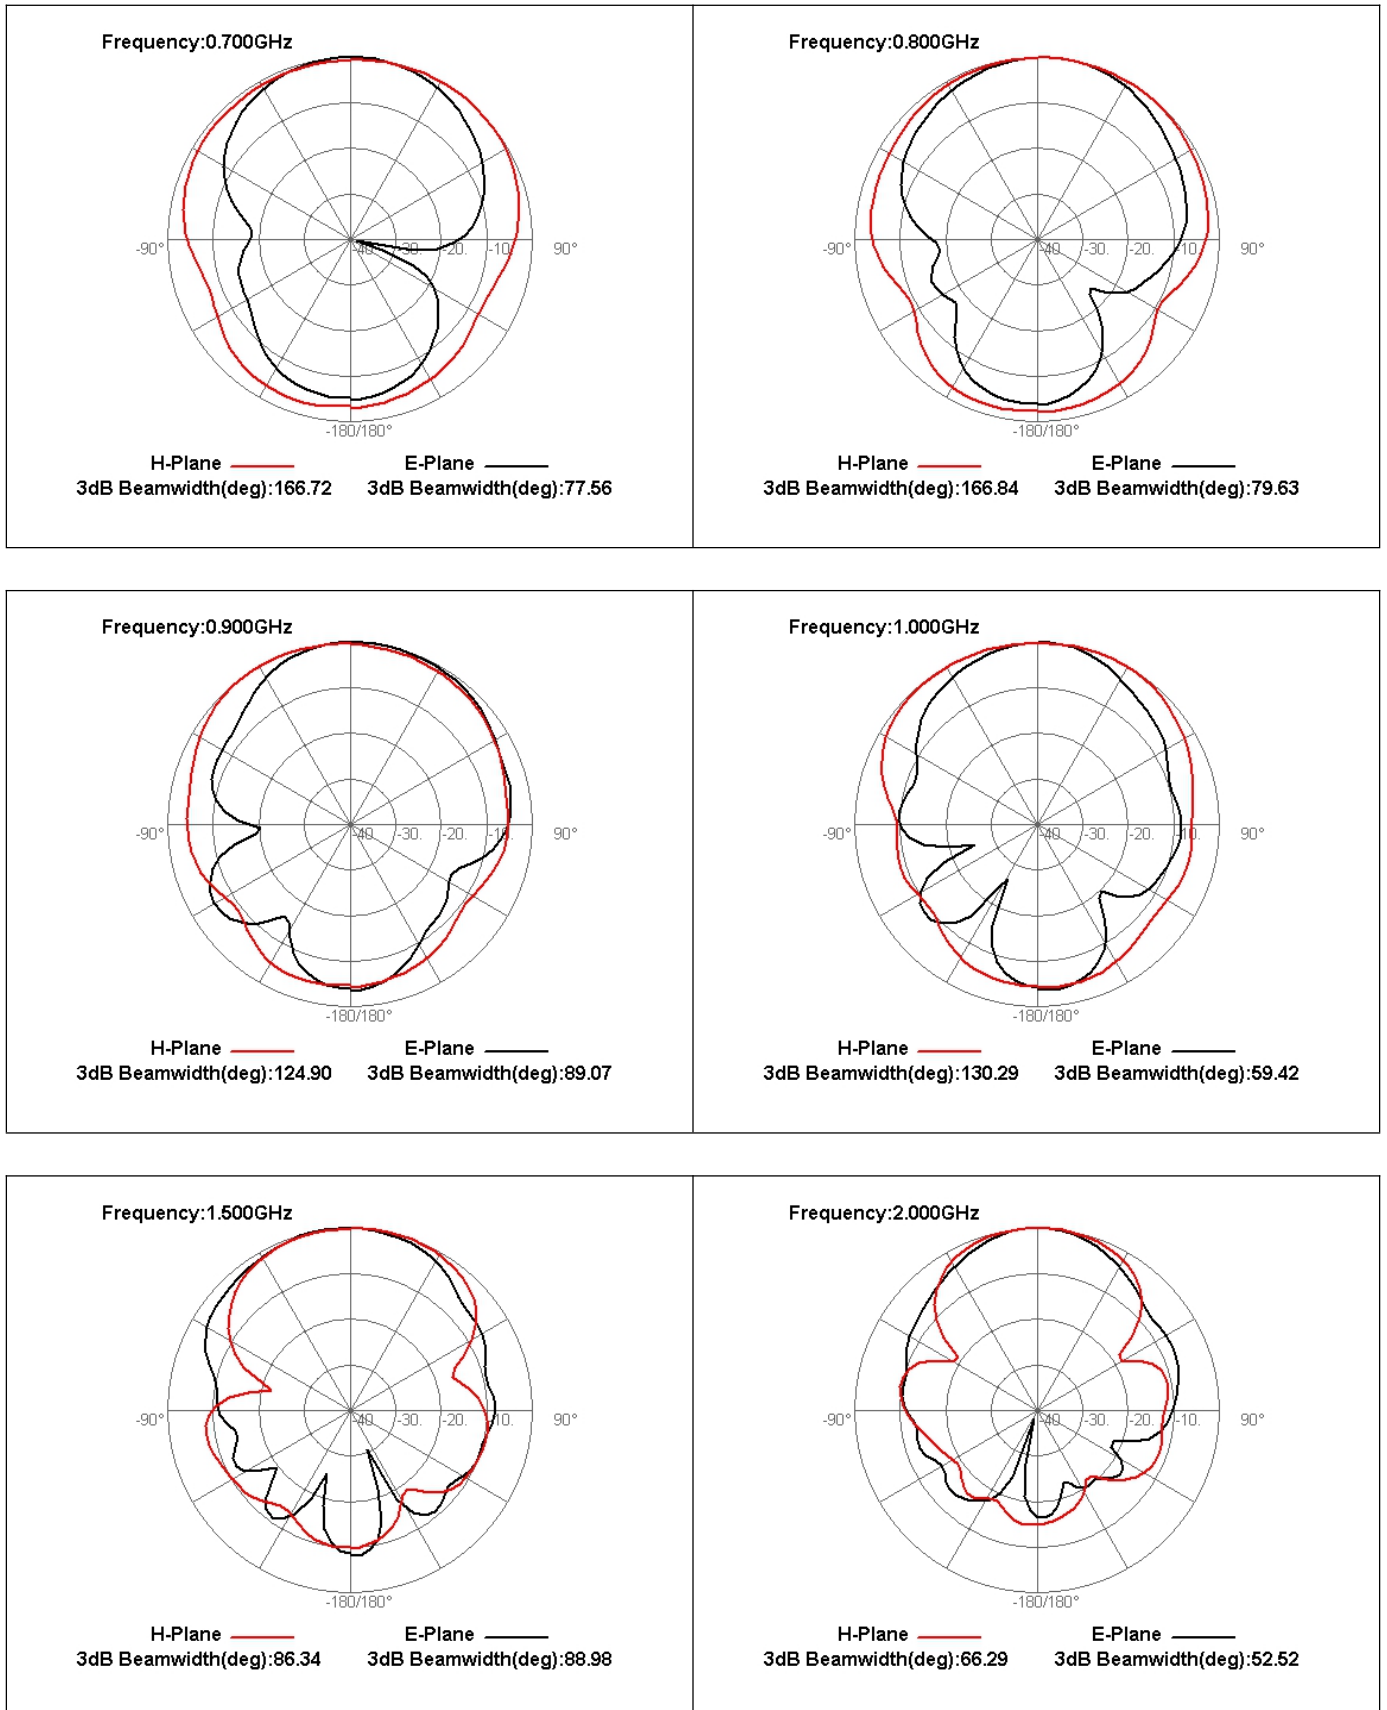 Frequency:0.700GHz
-90° -40. -30. -20. -10. 90°
-180/180°
H-Plane E-Plane
3dB Beamwidth(deg):166.72 3dB Beamwidth(deg):77.56
Frequency:0.800GHz
-90° -40. -30. -20. -10. 90°
-180/180°
H-Plane E-Plane
3dB Beamwidth(deg):166.84 3dB Beamwidth(deg):79.63
Frequency:0.900GHz
-90° -40. -30. -20. -10. 90°
-180/180°
H-Plane E-Plane
3dB Beamwidth(deg):124.90 3dB Beamwidth(deg):89.07
Frequency:1.000GHz
-90° -40. -30. -20. -10. 90°
-180/180°
H-Plane E-Plane
3dB Beamwidth(deg):130.29 3dB Beamwidth(deg):59.42
Frequency:1.500GHz
-90° -40. -30. -20. -10. 90°
-180/180°
H-Plane E-Plane
3dB Beamwidth(deg):86.34 3dB Beamwidth(deg):88.98
Frequency:2.000GHz
-90° -40. -30. -20. -10. 90°
-180/180°
H-Plane E-Plane
3dB Beamwidth(deg):66.29 3dB Beamwidth(deg):52.52